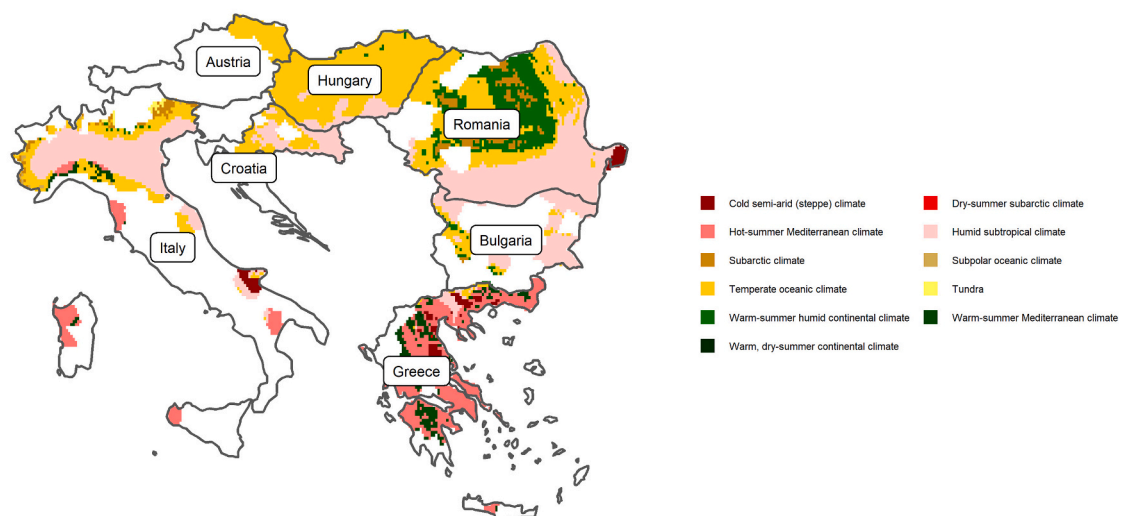 Austria
Hungary
Romania
Croatia
Italy
Bulgaria
Greece
Cold semi-arid (steppe) climate
Dry-summer subarctic climate
Hot-summer Mediterranean climate
Humid subtropical climate
Subarctic climate
Subpolar oceanic climate
Temperate oceanic climate
Tundra
Warm-summer humid continental climate
Warm-summer Mediterranean climate
Warm, dry-summer continental climate